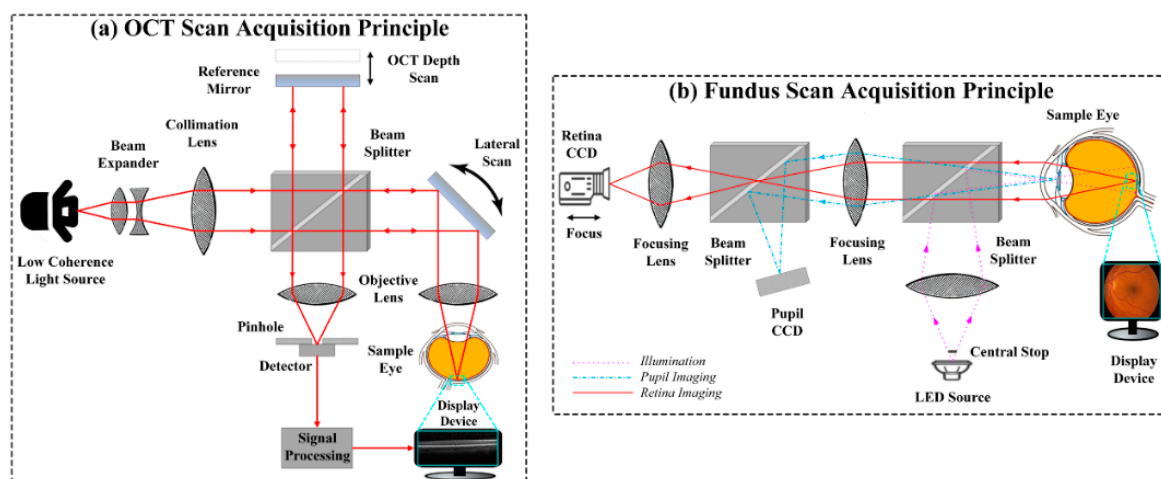 (a) OCT Scan Acquisition Principle
Reference
Mirror
OCT Depth
Scan
Collimation
Lens
Beam
Expander
Beam
Splitter
Lateral
Scan
Low Coherence
Light Source
Objective
Lens
Pinhole
Detector
Sample
Eye
Display
Device
Signal
Processing
(b) Fundus Scan Acquisition Principle
Retina
CCD
Sample Eye
Focus
Focusing
Lens
Beam
Splitter
Focusing
Lens
Beam
Splitter
Pupil
CCD
Central Stop
LED Source
Display
Device
Illumination
Pupil Imaging
Retina Imaging